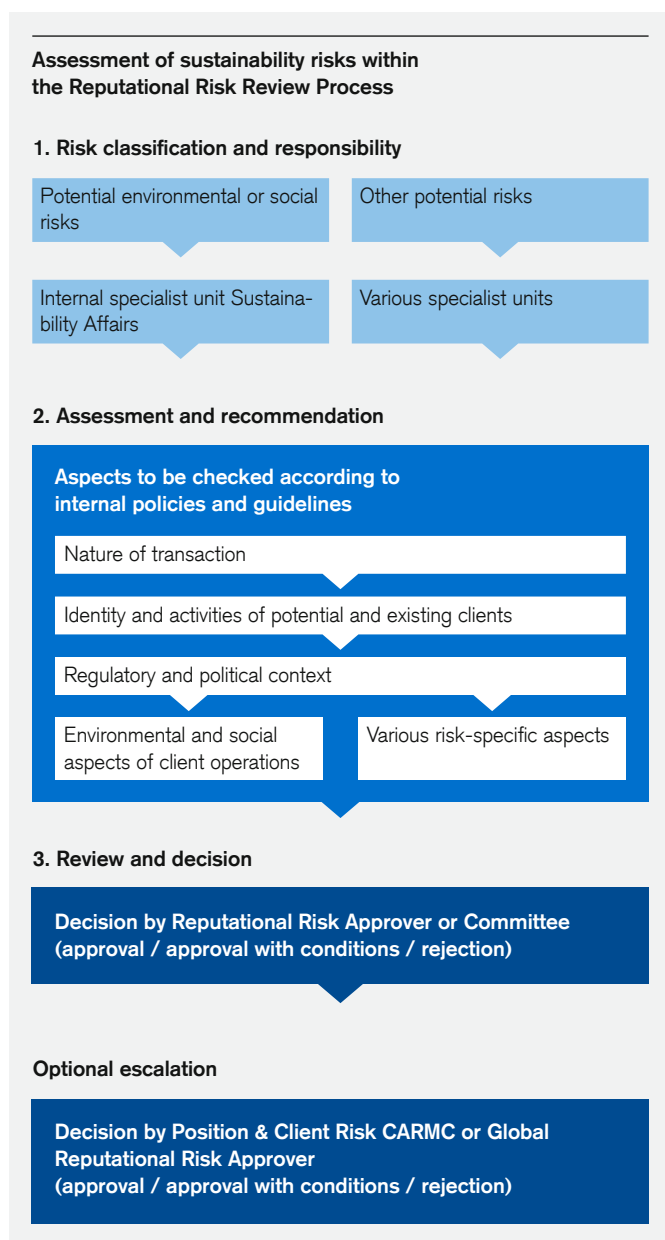 Assessment of sustainability risks within
the Reputational Risk Review Process
1. Risk classification and responsibility
Potential environmental or social
risks
Other potential risks
Internal specialist unit Sustaina-
bility Affairs
Various specialist units
2. Assessment and recommendation
Aspects to be checked according to
internal policies and guidelines
Nature of transaction
Identity and activities of potential and existing clients
Regulatory and political context
Environmental and social
aspects of client operations
Various risk-specific aspects
3. Review and decision
Decision by Reputational Risk Approver or Committee
(approval / approval with conditions / rejection)
Optional escalation
Decision by Position & Client Risk CARMC or Global
Reputational Risk Approver
(approval / approval with conditions / rejection)